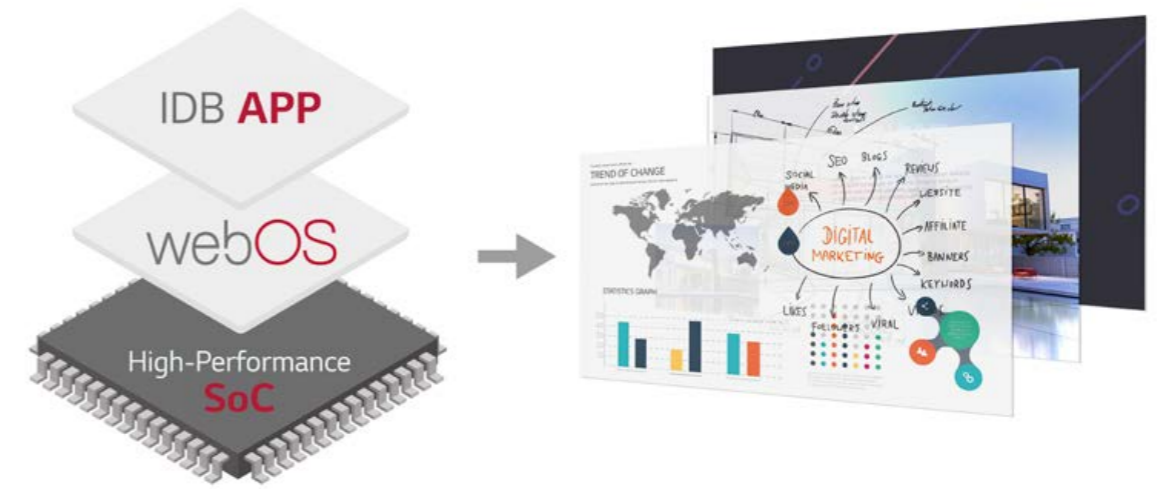 IDB APP
webOS
High-Performance
SoC
TREND OF CHANGE
STATISTICS GRAPH
SOCIAL
MEDIA
SEO
BLOGS
REVIEWS
WEBSITE
AFFILIATE
BANNERS
KEYWORDS
DIGITAL
MARKETING
LIKES
FOLLOWERS
VIRAL